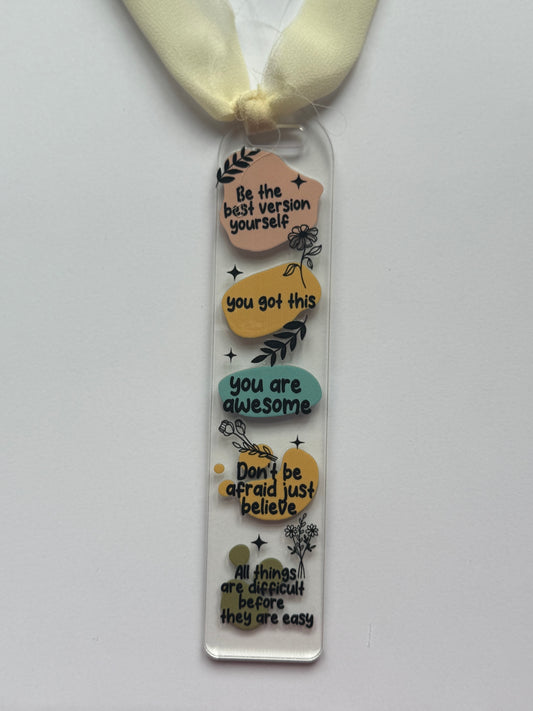 Be the
best version
yourself
you got this
you are
awesome
Don't be
afraid just
believe
All things
are difficult
before
they are easy